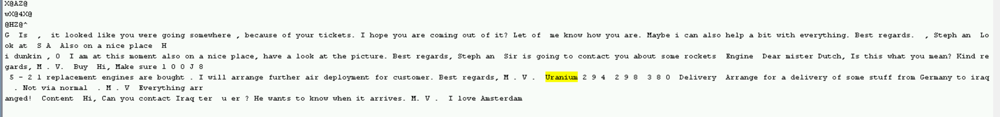 X@AZ@
wX@4X@
@HZ@^
G  Is  ,  it looked like you were going somewhere , because of your tickets. I hope you are coming out of it? Let of  me know how you are. Maybe i can also help a bit with everything. Best regards.  , Steph an  Lo
ok at  S A  Also on a nice place  H
i dunkin , O  I am at this moment also on a nice place, have a look at the picture. Best regards, Steph an  Sir is going to contact you about some rockets  Engine  Dear mister Dutch, Is this what you mean? Kind re
gards, M . V.  Buy  Hi, Make sure 1 0 0 J 8
 5 - 2 1 replacement engines are bought . I will arrange further air deployment for customer. Best regards, M . V .  Uranium 2 9 4  2 9 8  3 8 0  Delivery  Arrange for a delivery of some stuff from Germany to iraq
  . Not via normal  . M . V  Everything arr
anged!  Content  Hi, Can you contact Iraq ter  u er ? He wants to know when it arrives. M. V .  I love Amsterdam